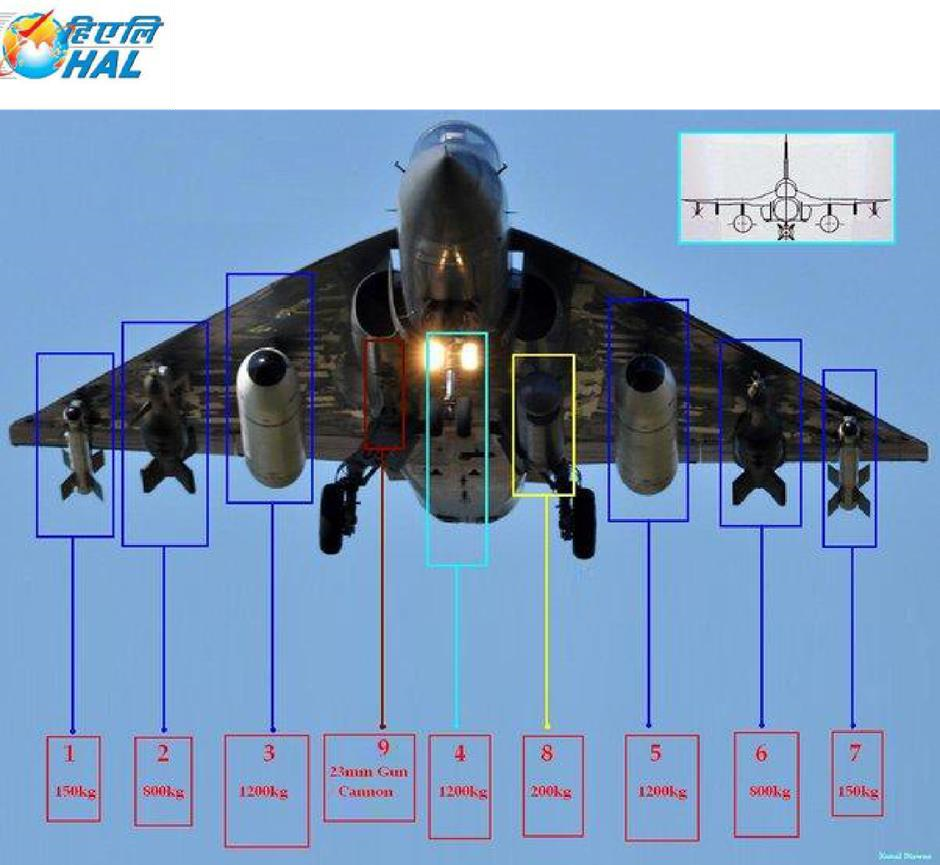 हिएलि
HAL
1
150kg
2
800kg
3
1200kg
9
23mm Gun
Cannon
4
1200kg
8
200kg
5
1200kg
6
800kg
7
150kg